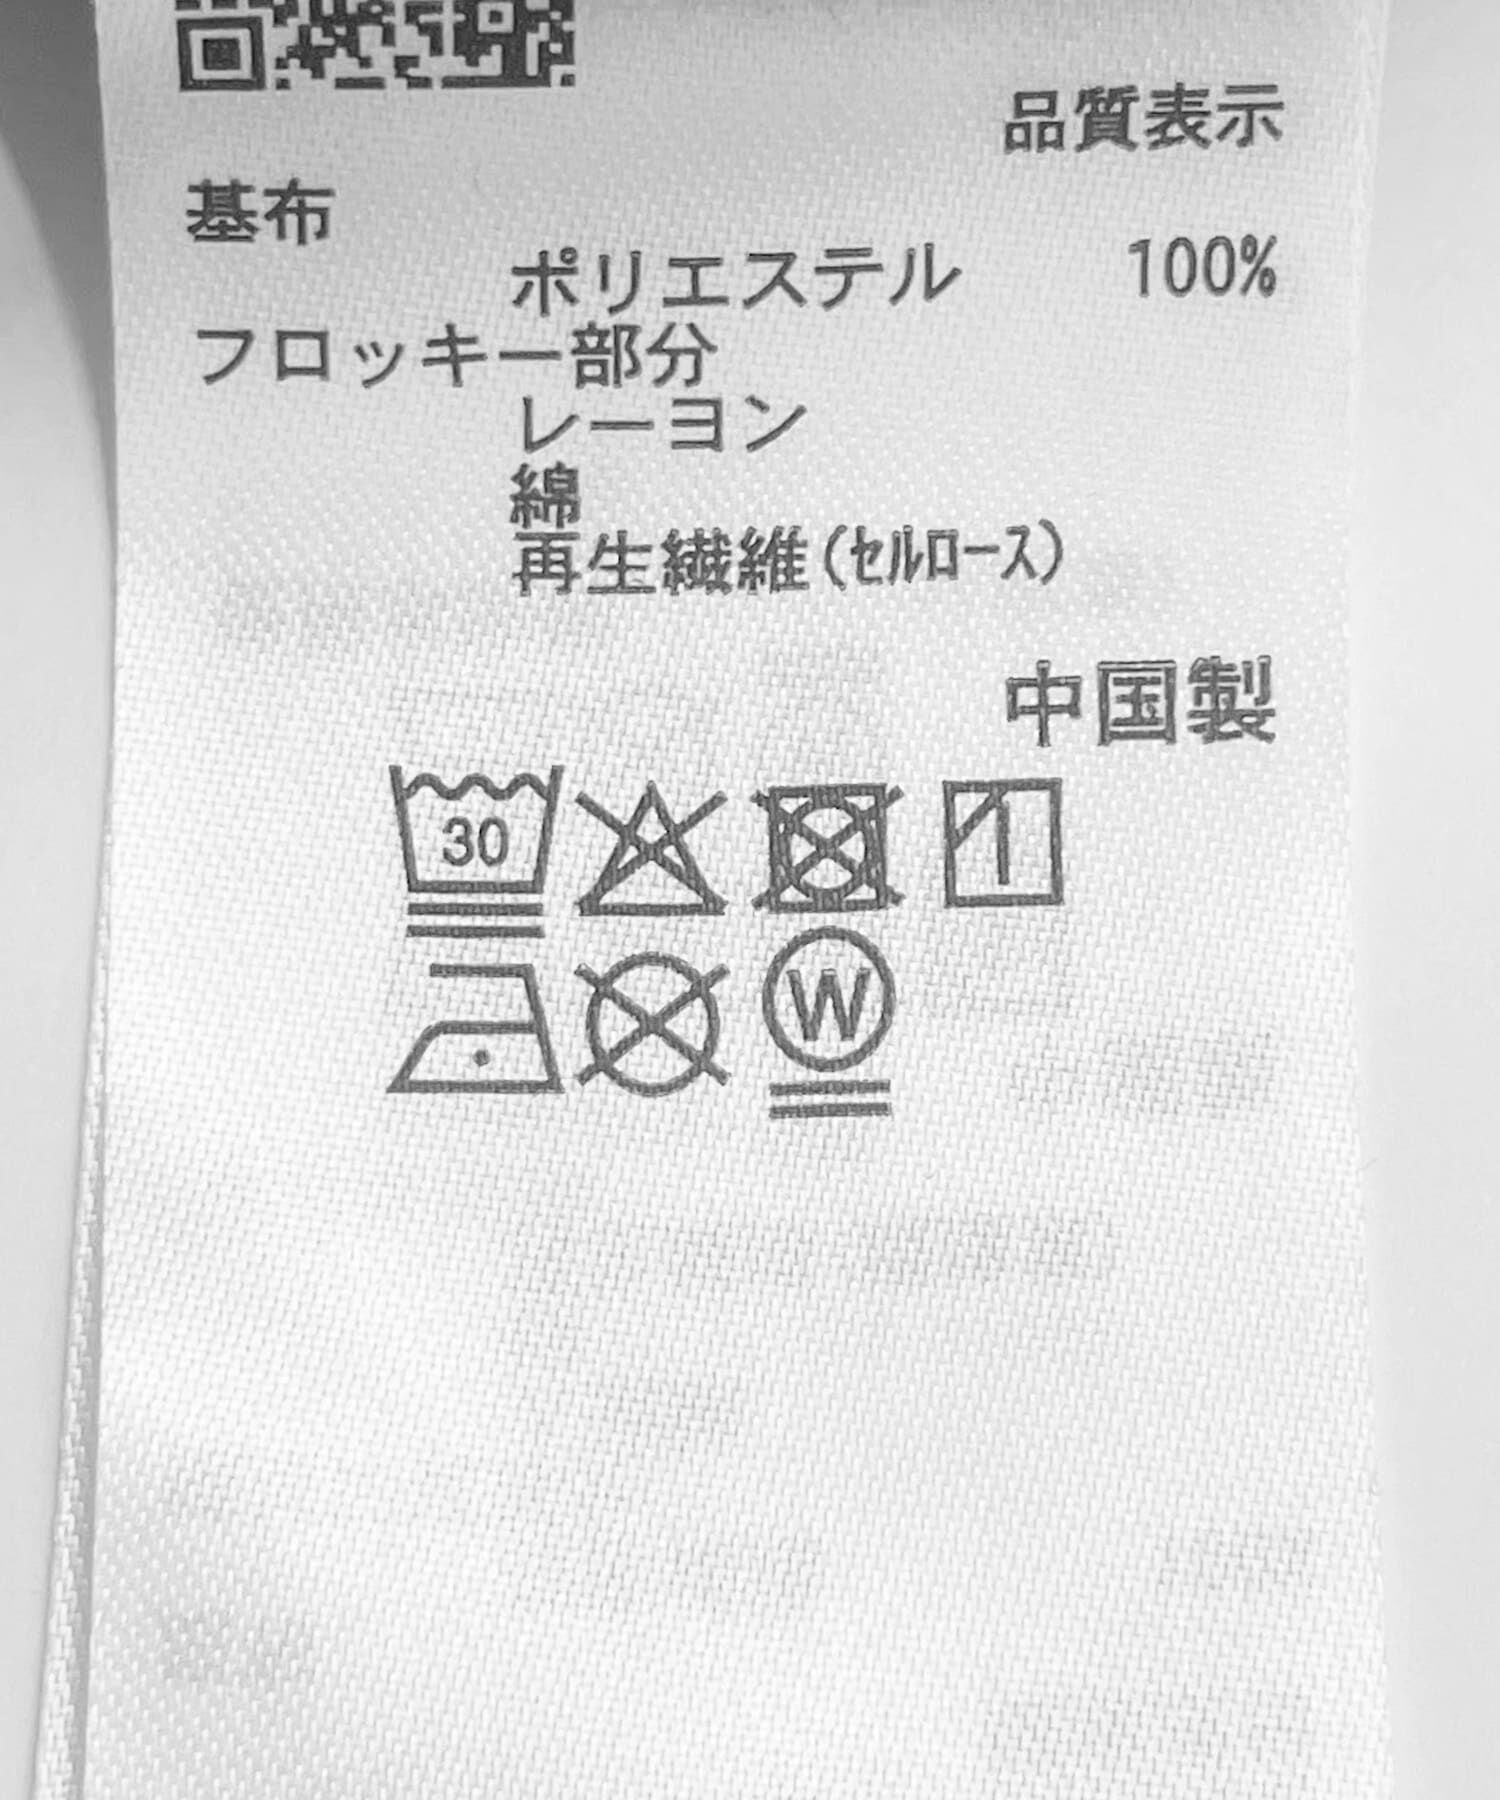 品質表示
基布
ポリエステル 100%
フロッキー部分
レーヨン
綿
再生繊維(セルロース)
中国製
30
W